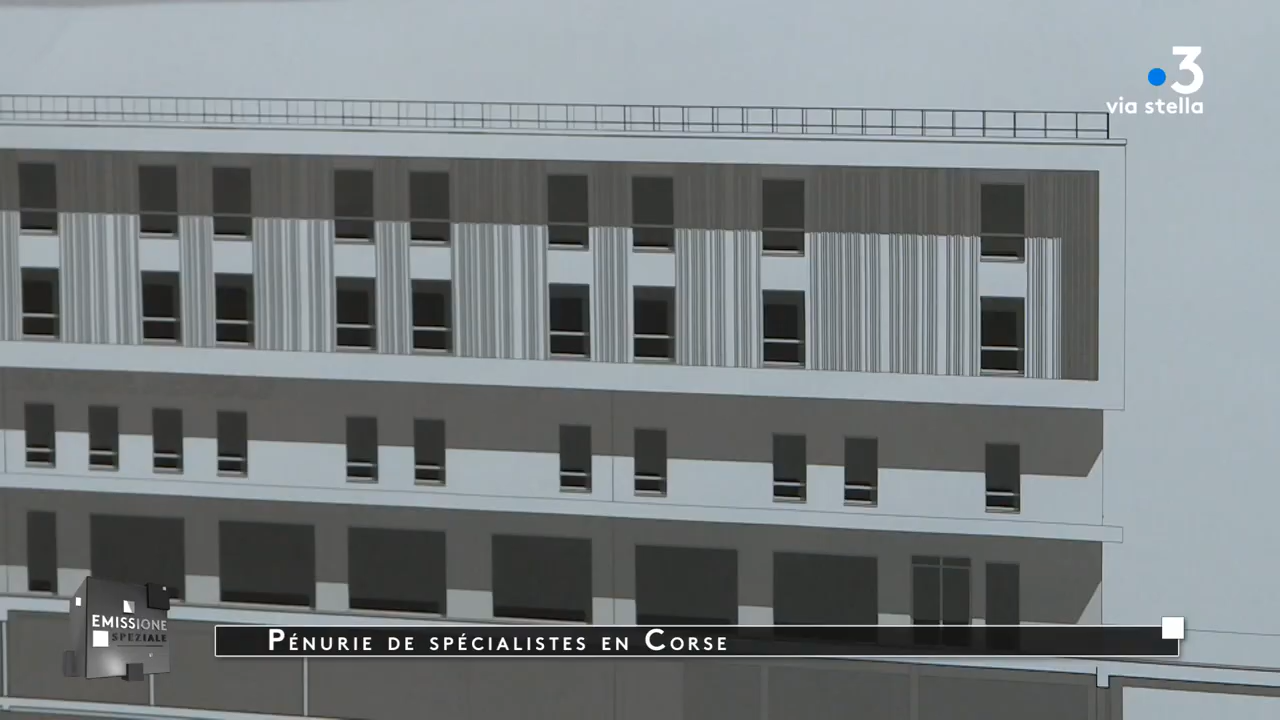 3
via stella
EMISSIONE
SPEZIALE
PÉNURIE DE SPÉCIALISTES EN CORSE